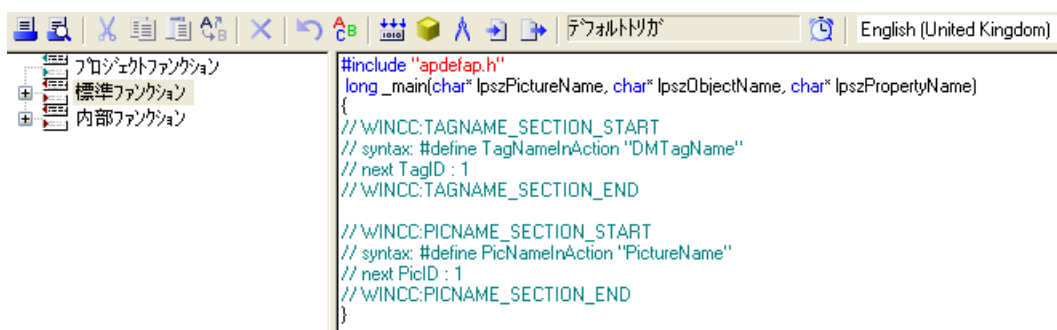 デフォルトトリガ
English (United Kingdom)
プロジェクトファンクション
標準ファンクション
内部ファンクション
#include "apdefap.h"
long _main(char* lpszPictureName, char* lpszObjectName, char* lpszPropertyName)
{
// WINCC:TAGNAME_SECTION_START
// syntax: #define TagNameInAction "DMTagName"
// next TagID : 1
// WINCC:TAGNAME_SECTION_END
// WINCC:PICNAME_SECTION_START
// syntax: #define PicNameInAction "PictureName"
// next PicID : 1
// WINCC:PICNAME_SECTION_END
}